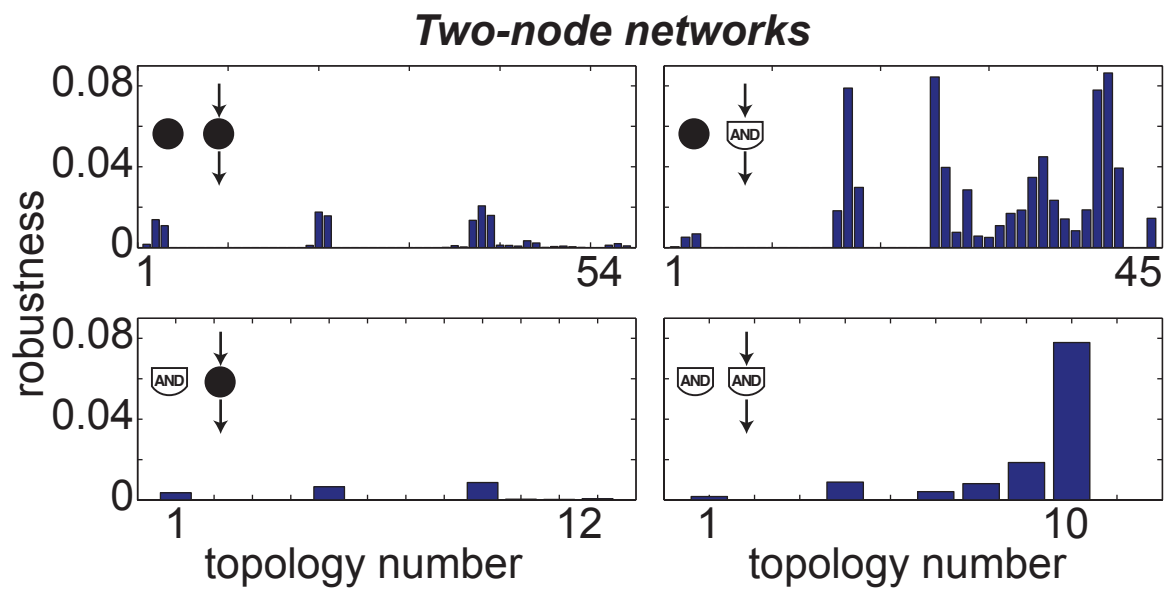 Two-node networks
robustness
0.08
0.04
0
1
54
AND
1
45
0.08
0.04
0
AND
1
12
topology number
AND
AND
1
10
topology number